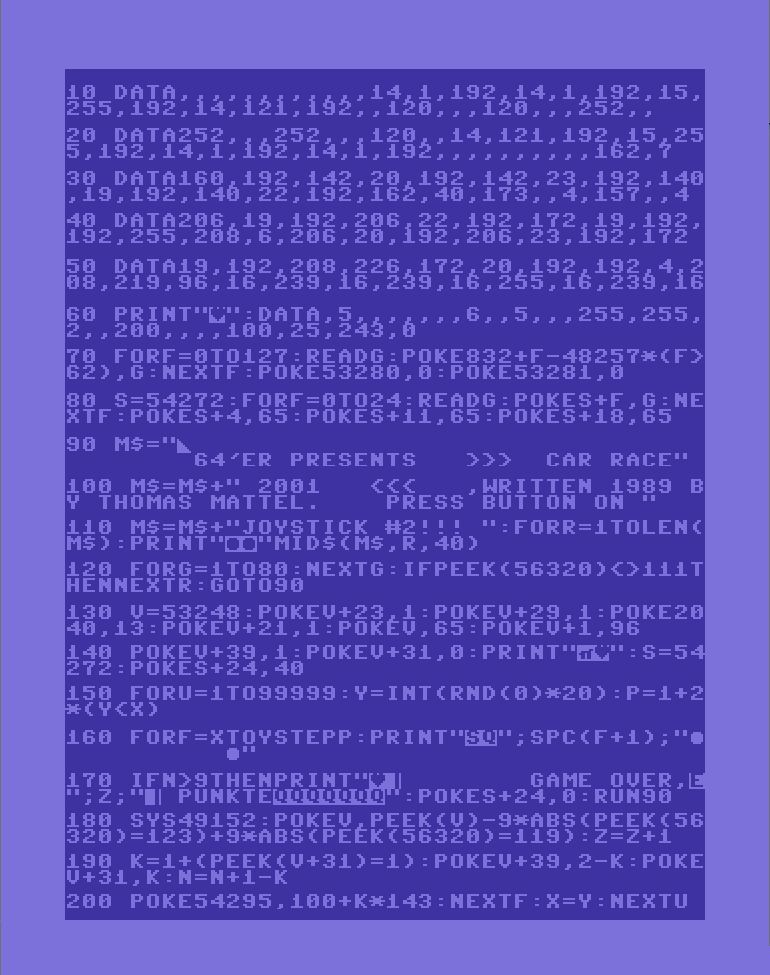 10 DATA,,,,,,,,,,,,14,1,192,14,1,192,15,
255,192,14,121,192,,120,,,120,,,252,,
20 DATA252,,,252,,,120,,14,121,192,15,25
5,192,14,1,192,14,1,192,,,,,,,,,,162,7
30 DATA160,192,142,20,192,142,23,192,140
,19,192,140,22,192,162,40,173,,4,157,,4
40 DATA206,19,192,206,22,192,172,19,192,
192,255,208,6,206,20,192,206,23,192,172
50 DATA19,192,208,226,172,20,192,192,4,2
08,219,96,16,239,16,239,16,255,16,239,16
60 PRINT"♥":DATA,5,,,,,,,6,,5,,,255,255,
2,,200,,,,100,25,243,0
70 FORF=0TO127:READG:POKE832+F-48257*(F>
62),G:NEXTF:POKE53280,0:POKE53281,0
80 S=54272:FORF=0TO24:READG:POKES+F,G:NE
XTF:POKES+4,65:POKES+11,65:POKES+18,65
90 M$="◣
64'ER PRESENTS   >>>  CAR RACE"
100 M$=M$+" 2001   <<<   ,WRITTEN 1989 B
Y THOMAS MATTEL.    PRESS BUTTON ON "
110 M$=M$+"JOYSTICK #2!!! ":FORR=1TOLEN(
M$):PRINT""MID$(M$,R,40)
120 FORG=1TO80:NEXTG:IFPEEK(56320)<>111T
HENNEXTR:GOTO90
130 V=53248:POKEV+23,1:POKEV+29,1:POKE20
40,13:POKEV+21,1:POKEV,65:POKEV+1,96
140 POKEV+39,1:POKEV+31,0:PRINT"π♥":S=54
272:POKES+24,40
150 FORU=1TO99999:Y=INT(RND(0)*20):P=1+2
*(Y<X)
160 FORF=XTOYSTEPP:PRINT"SQ";SPC(F+1);"●
●"
170 IFN>9THENPRINT"♥        GAME OVER,E
";Z;" PUNKTEQQQQQQQ":POKES+24,0:RUN90
180 SYS49152:POKEV,PEEK(V)-9*ABS(PEEK(56
320)=123)+9*ABS(PEEK(56320)=119):Z=Z+1
190 K=1+(PEEK(V+31)=1):POKEV+39,2-K:POKE
V+31,K:N=N+1-K
200 POKE54295,100+K*143:NEXTF:X=Y:NEXTU